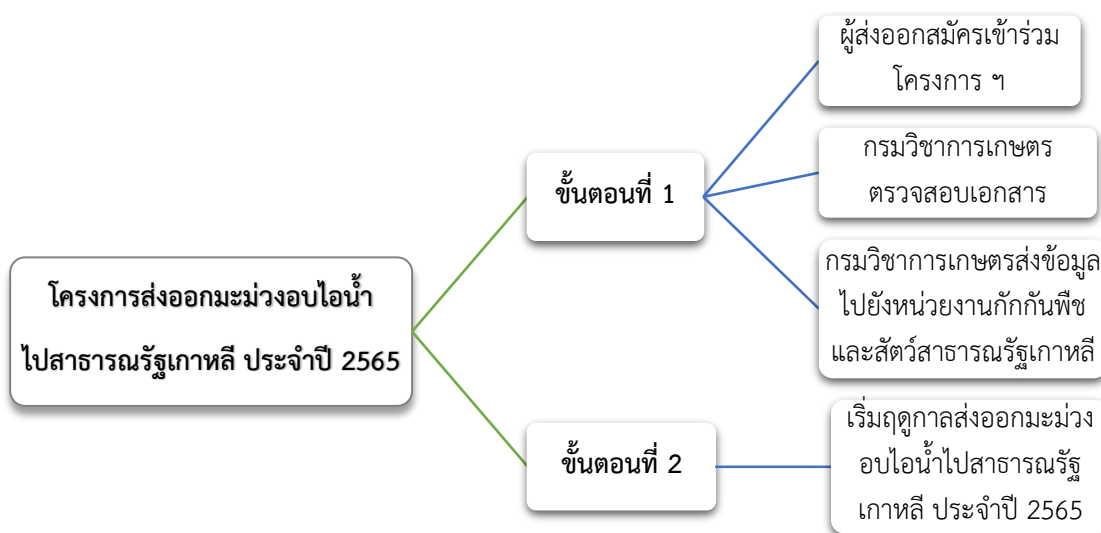 ผู้ส่งออกสมัครเข้าร่วม
โครงการ ฯ
กรมวิชาการเกษตร
ตรวจสอบเอกสาร
ขั้นตอนที่ 1
กรมวิชาการเกษตรส่งข้อมูล
ไปยังหน่วยงานกักกันพืช
และสัตว์สาธารณรัฐเกาหลี
โครงการส่งออกมะม่วงอบไอน้ำ
ไปสาธารณรัฐเกาหลี ประจำปี 2565
ขั้นตอนที่ 2
เริ่มฤดูกาลส่งออกมะม่วง
อบไอน้ำไปสาธารณรัฐ
เกาหลี ประจำปี 2565